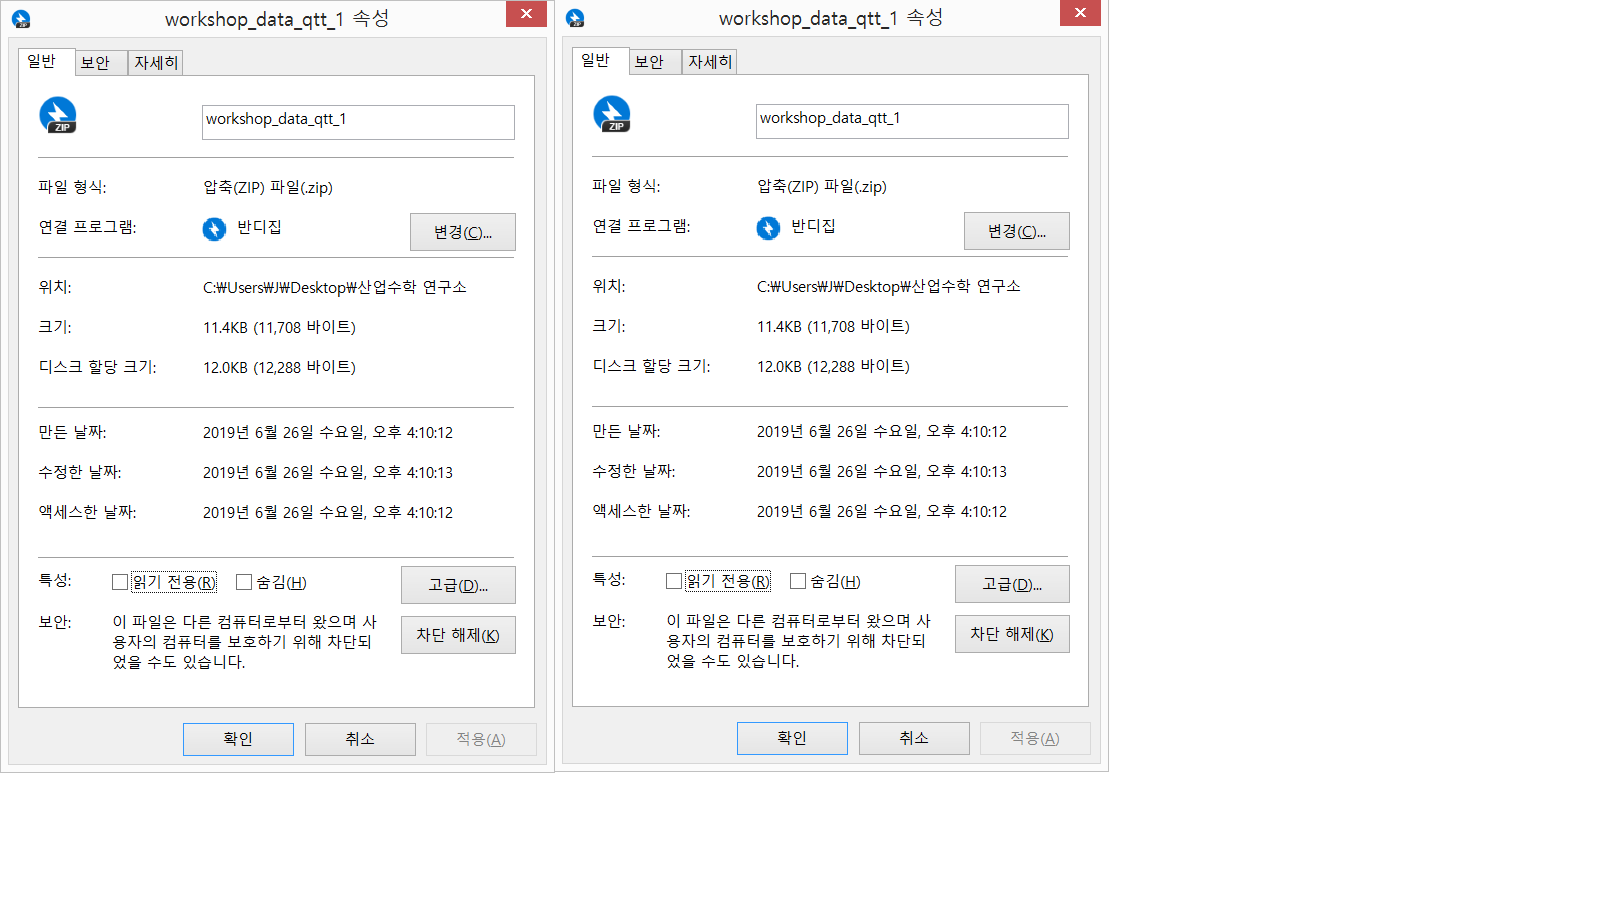 workshop_data_qtt_1 속성
일반 보안 자세히
ZIP
workshop_data_qtt_1
파일 형식: 압축(ZIP) 파일(.zip)
연결 프로그램: 반디집 변경(C)...
위치: C:₩Users₩J₩Desktop₩산업수학 연구소
크기: 11.4KB (11,708 바이트)
디스크 할당 크기: 12.0KB (12,288 바이트)
만든 날짜: 2019년 6월 26일 수요일, 오후 4:10:12
수정한 날짜: 2019년 6월 26일 수요일, 오후 4:10:13
액세스한 날짜: 2019년 6월 26일 수요일, 오후 4:10:12
특성: 읽기 전용(R) 숨김(H) 고급(D)...
보안: 이 파일은 다른 컴퓨터로부터 왔으며 사
용자의 컴퓨터를 보호하기 위해 차단되
었을 수도 있습니다.
차단 해제(K)
확인 취소 적용(A)
workshop_data_qtt_1 속성
일반 보안 자세히
ZIP
workshop_data_qtt_1
파일 형식: 압축(ZIP) 파일(.zip)
연결 프로그램: 반디집 변경(C)...
위치: C:₩Users₩J₩Desktop₩산업수학 연구소
크기: 11.4KB (11,708 바이트)
디스크 할당 크기: 12.0KB (12,288 바이트)
만든 날짜: 2019년 6월 26일 수요일, 오후 4:10:12
수정한 날짜: 2019년 6월 26일 수요일, 오후 4:10:13
액세스한 날짜: 2019년 6월 26일 수요일, 오후 4:10:12
특성: 읽기 전용(R) 숨김(H) 고급(D)...
보안: 이 파일은 다른 컴퓨터로부터 왔으며 사
용자의 컴퓨터를 보호하기 위해 차단되
었을 수도 있습니다.
차단 해제(K)
확인 취소 적용(A)